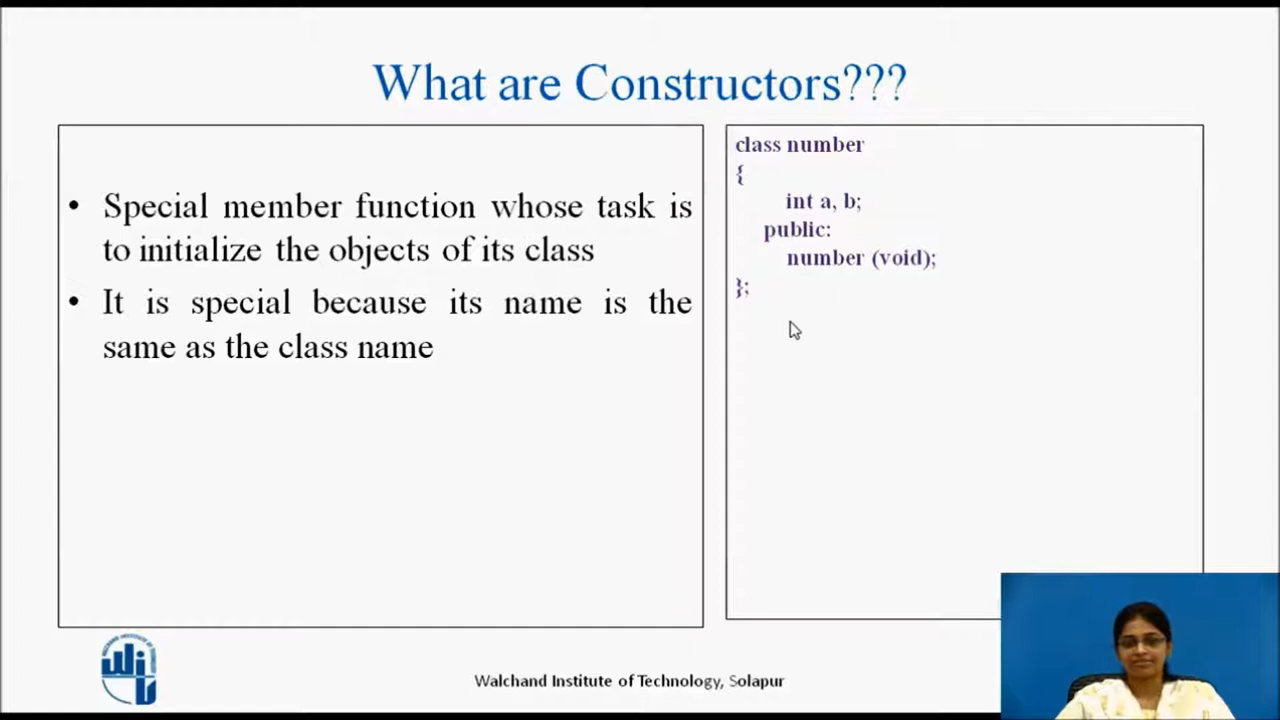 What are Constructors???
• Special member function whose task is
to initialize the objects of its class
• It is special because its name is the
same as the class name
class number
{
int a, b;
public:
number (void);
};
Walchand Institute of Technology, Solapur